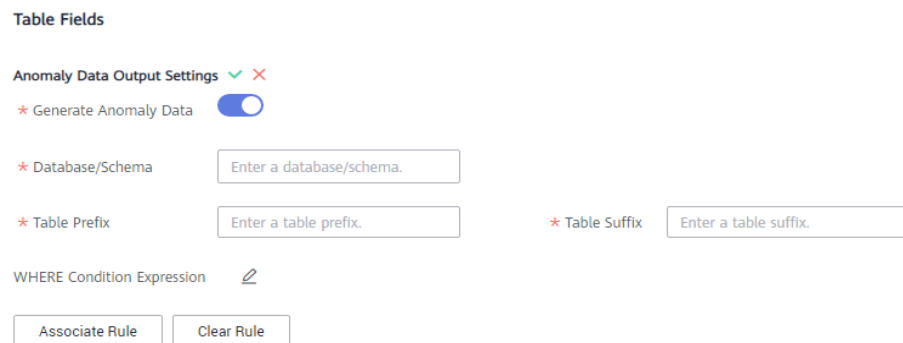 Table Fields
Anomaly Data Output Settings
* Generate Anomaly Data
* Database/Schema Enter a database/schema.
* Table Prefix Enter a table prefix. * Table Suffix Enter a table suffix.
WHERE Condition Expression
Associate Rule Clear Rule